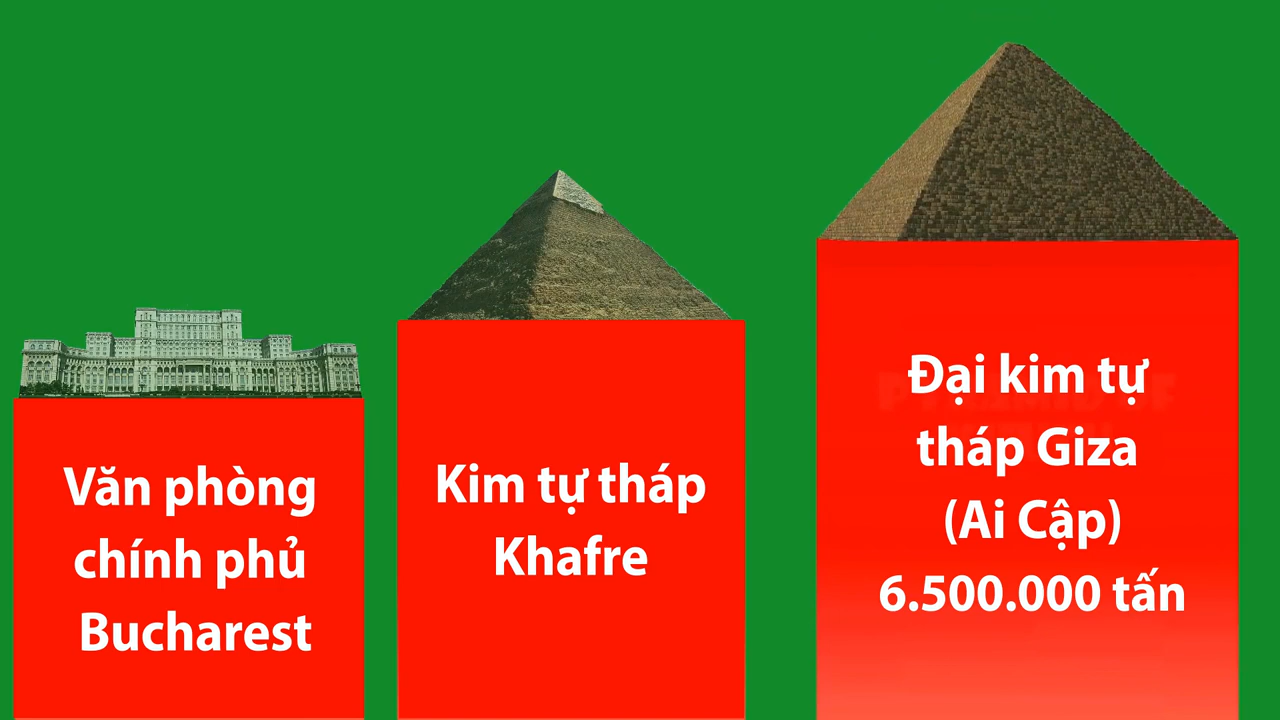 Văn phòng
chính phủ
Bucharest
Kim tự tháp
Khafre
Đại kim tự
tháp Giza
(Ai Cập)
6.500.000 tấn